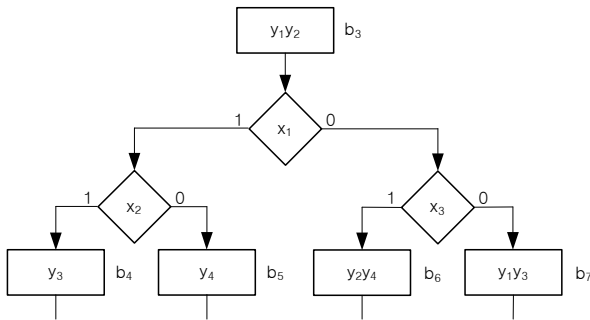 y₁y₂ b₃
1 x₁ 0
1 x₂ 0 1 x₃ 0
y₃ b₄ y₄ b₅ y₂y₄ b₆ y₁y₃ b₇